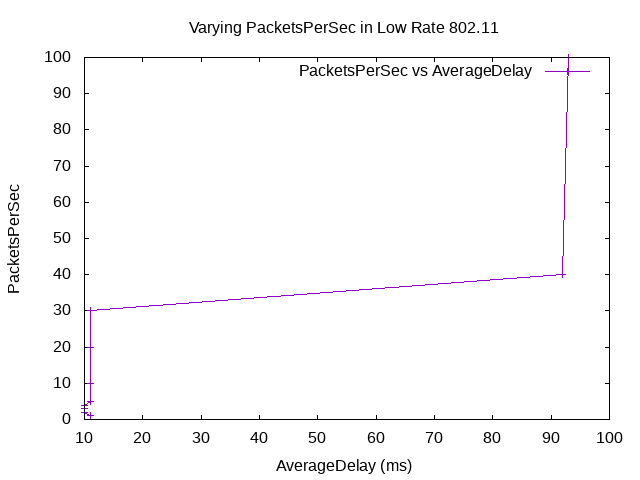 Varying PacketsPerSec in Low Rate 802.11
PacketsPerSec vs AverageDelay
100
90
80
70
60
50
40
30
20
10
0
PacketsPerSec
10 20 30 40 50 60 70 80 90 100
AverageDelay (ms)